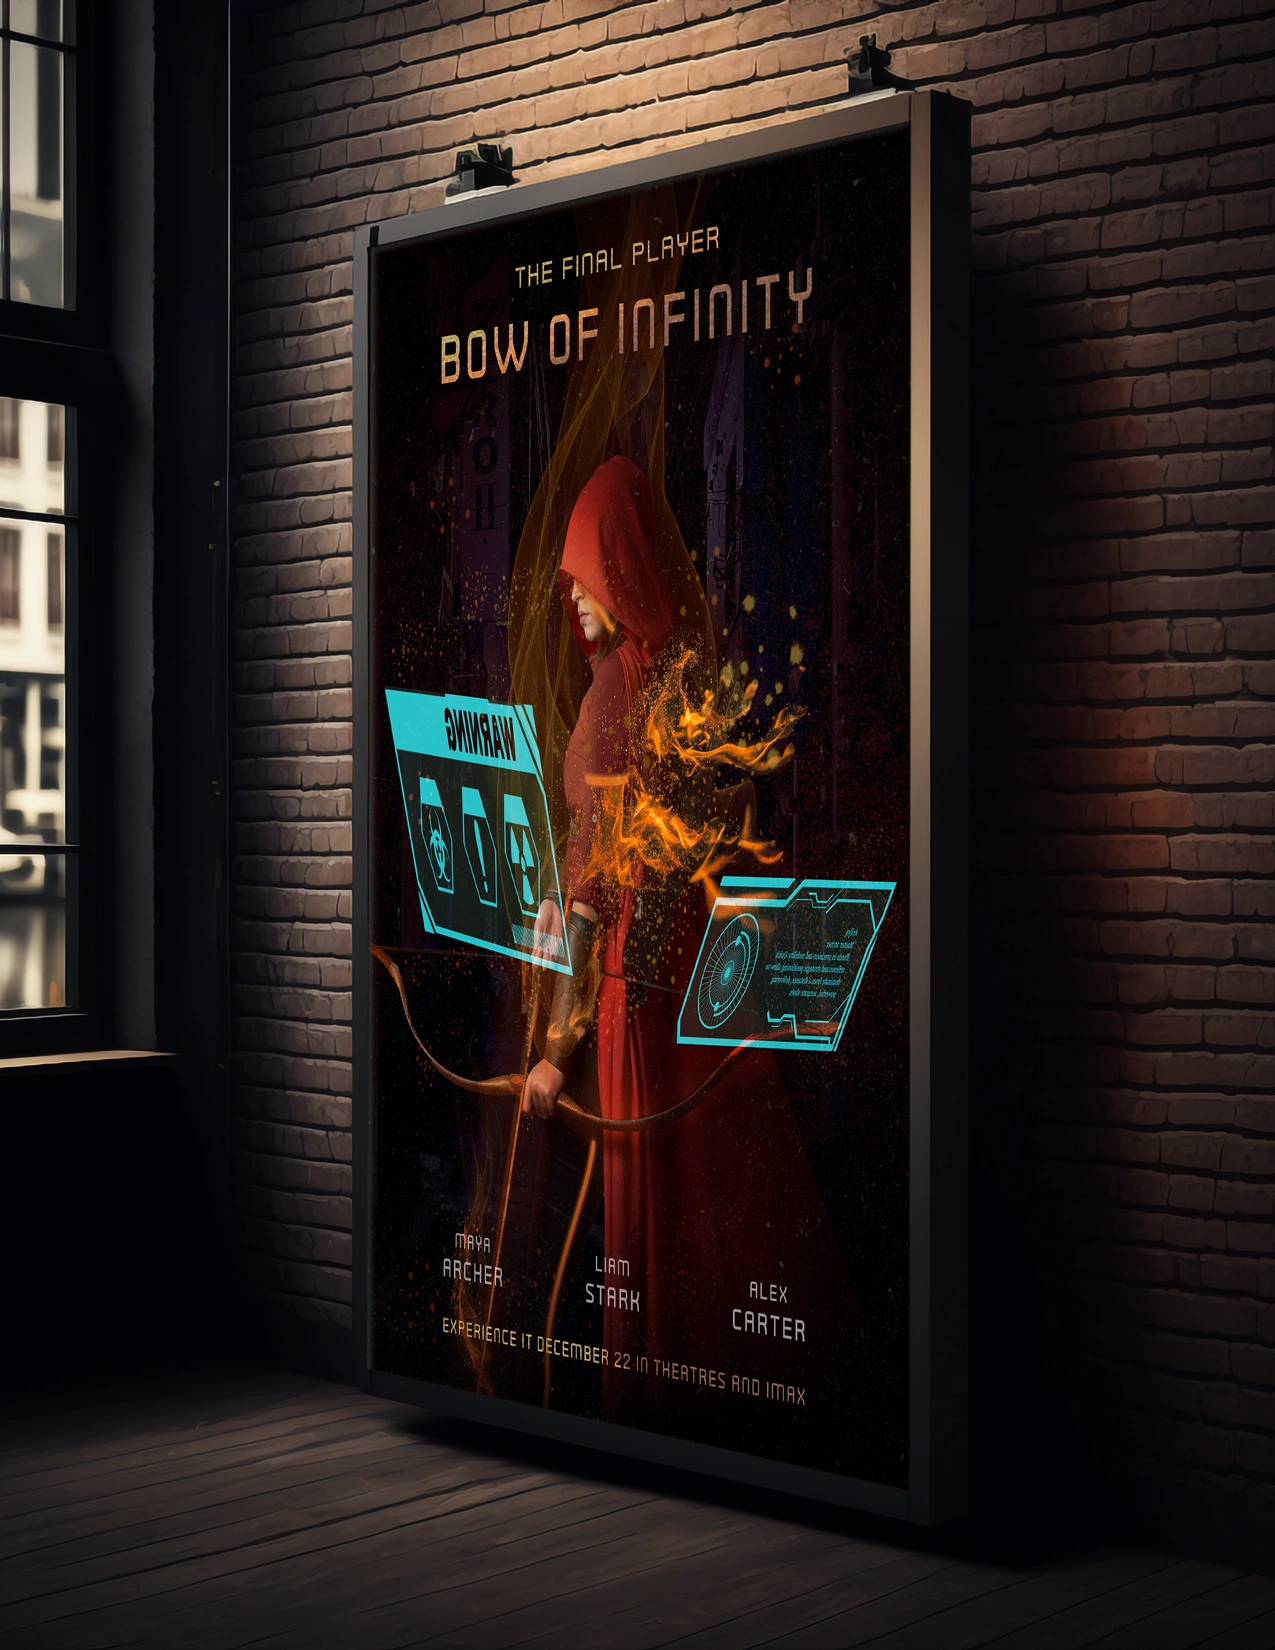 THE FINAL PLAYER
BOW OF INFINITY
WARNING
MAYA
ARCHER
LIAM
STARK
ALEX
CARTER
EXPERIENCE IT DECEMBER 22 IN THEATRES AND IMAX